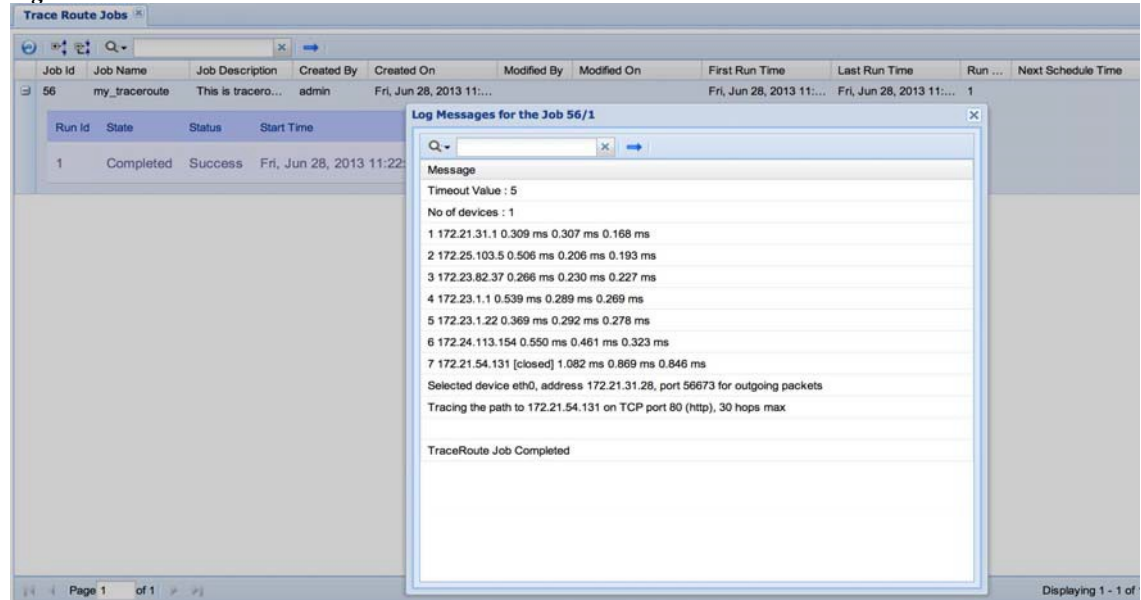 Trace Route Jobs
Job Id Job Name Job Description Created By Created On Modified By Modified On First Run Time Last Run Time Run ... Next Schedule Time
56 my_traceroute This is tracero... admin Fri, Jun 28, 2013 11:... Fri, Jun 28, 2013 11:... Fri, Jun 28, 2013 11:... 1
Run Id State Status Start Time
1 Completed Success Fri, Jun 28, 2013 11:22:
Log Messages for the Job 56/1
Message
Timeout Value : 5
No of devices : 1
1 172.21.31.1 0.309 ms 0.307 ms 0.168 ms
2 172.25.103.5 0.506 ms 0.206 ms 0.193 ms
3 172.23.82.37 0.266 ms 0.230 ms 0.227 ms
4 172.23.1.1 0.539 ms 0.289 ms 0.269 ms
5 172.23.1.22 0.369 ms 0.292 ms 0.278 ms
6 172.24.113.154 0.550 ms 0.461 ms 0.323 ms
7 172.21.54.131 [closed] 1.082 ms 0.869 ms 0.846 ms
Selected device eth0, address 172.21.31.28, port 56673 for outgoing packets
Tracing the path to 172.21.54.131 on TCP port 80 (http), 30 hops max
TraceRoute Job Completed
Page 1 of 1
Displaying 1 - 1 of